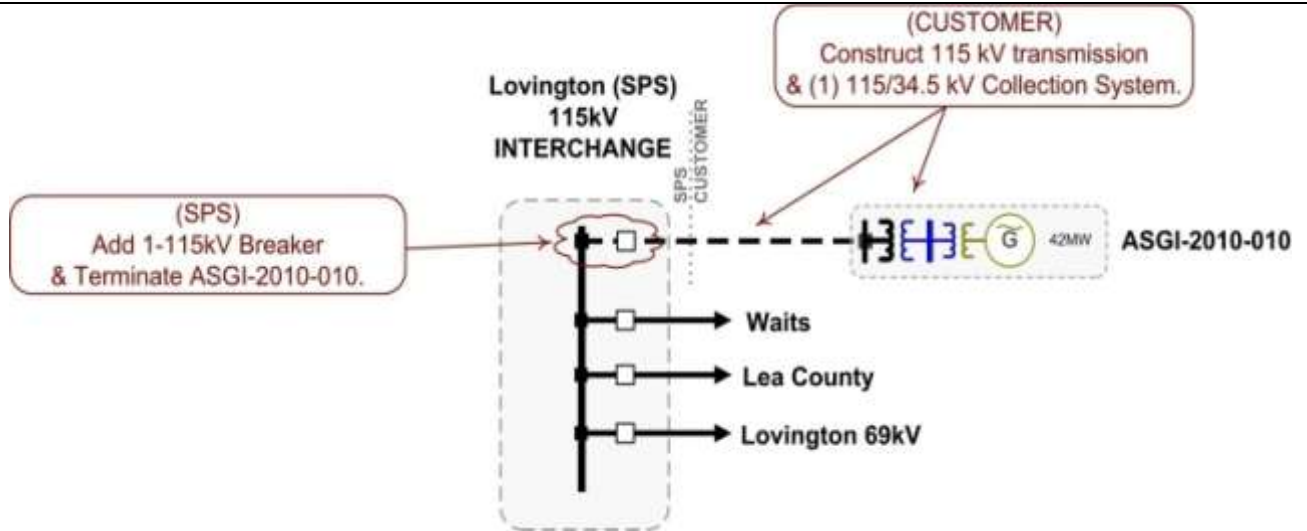 (CUSTOMER)
Construct 115 kV transmission
& (1) 115/34.5 kV Collection System.
Lovington (SPS)
115kV
INTERCHANGE
SPS
CUSTOMER
(SPS)
Add 1-115kV Breaker
& Terminate ASGI-2010-010.
G
42MW
ASGI-2010-010
Waits
Lea County
Lovington 69kV